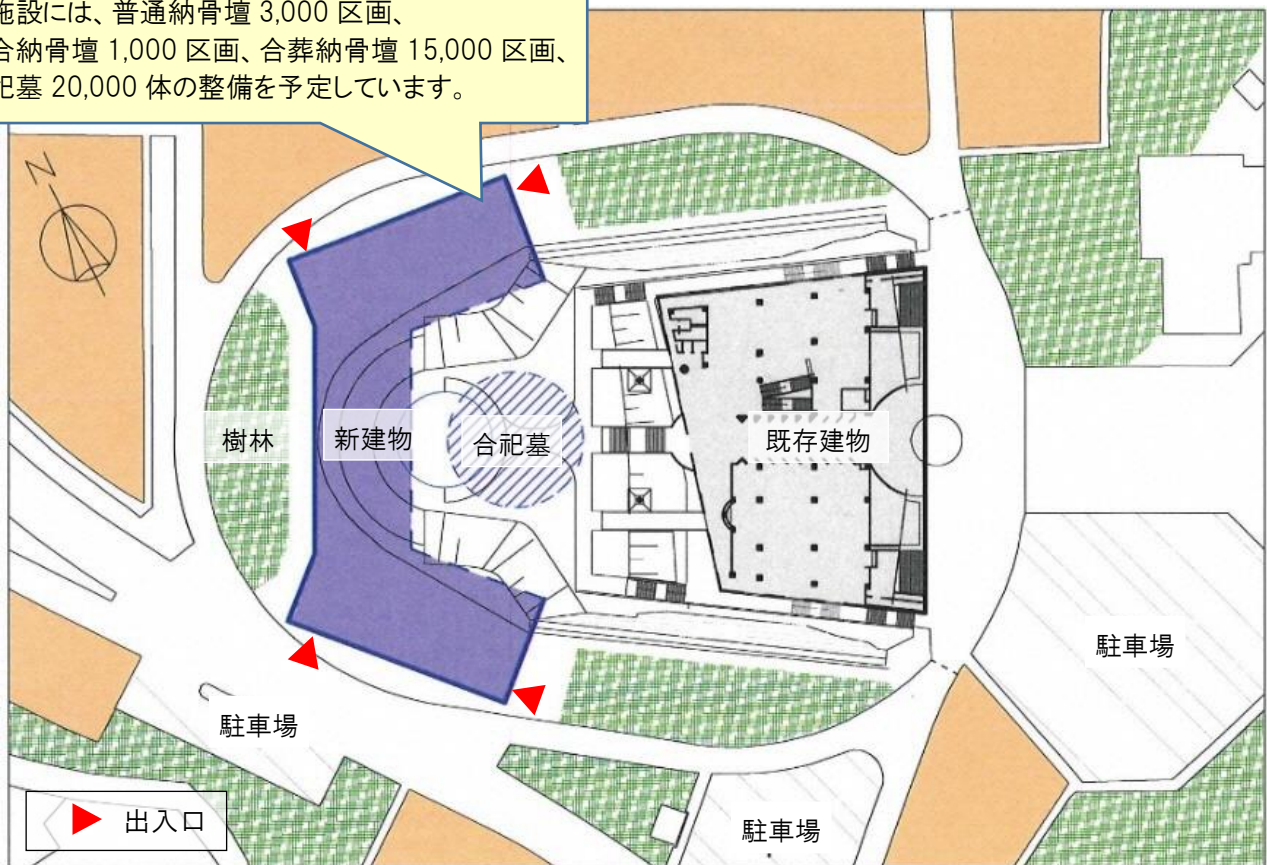 施設には、普通納骨壇 3,000 区画、
合納骨壇 1,000 区画、合葬納骨壇 15,000 区画、
祀墓 20,000 体の整備を予定しています。
N
樹林
新建物
合祀墓
既存建物
駐車場
駐車場
駐車場
出入口